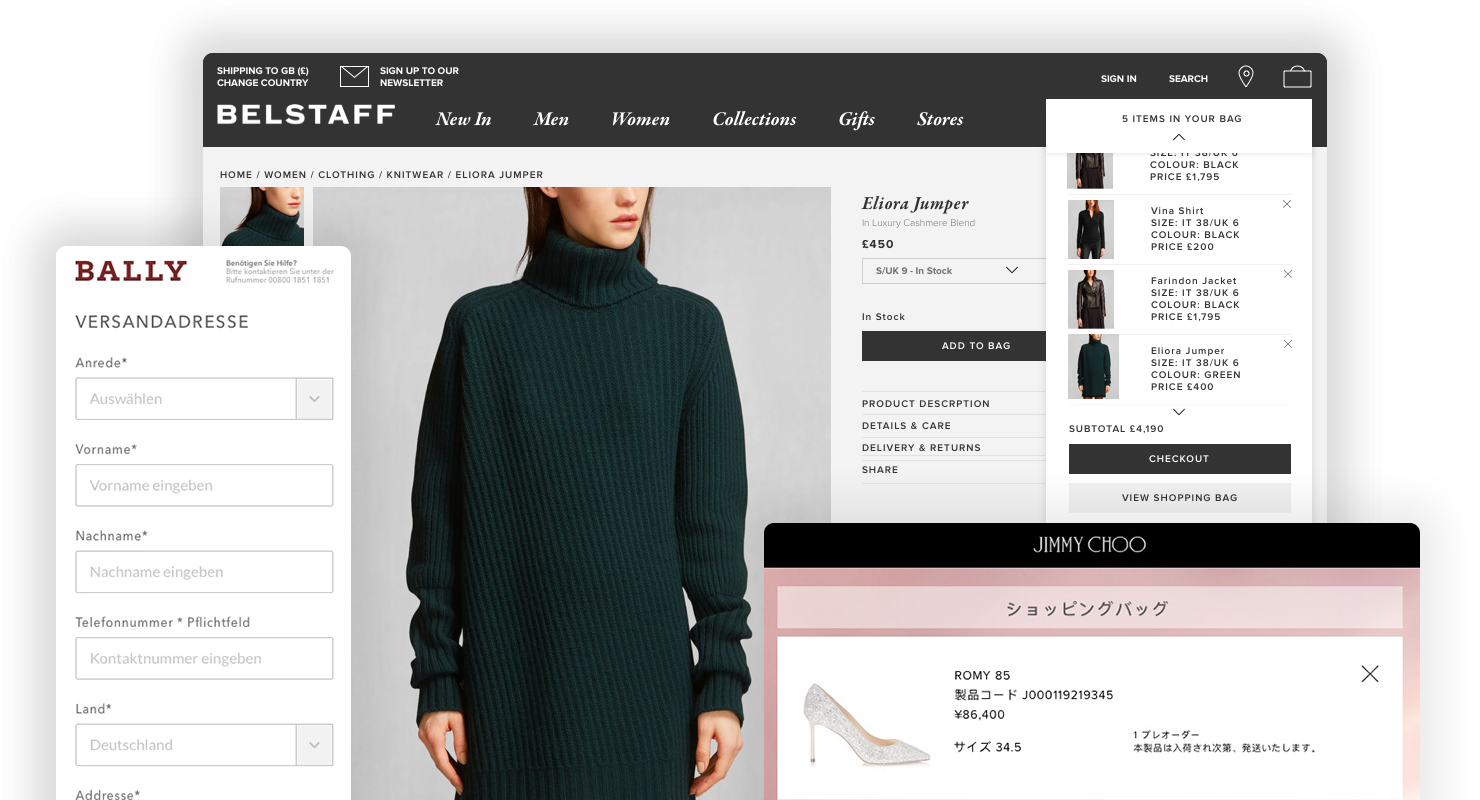 SHIPPING TO GB (£)
CHANGE COUNTRY
SIGN UP TO OUR
NEWSLETTER
SIGN IN
SEARCH
BELSTAFF
New In
Men
Women
Collections
Gifts
Stores
5 ITEMS IN YOUR BAG
SIZE: IT 38/UK 6
COLOUR: BLACK
PRICE £1,795
Vina Shirt
SIZE: IT 38/UK 6
COLOUR: BLACK
PRICE £200
Farindon Jacket
SIZE: IT 38/UK 6
COLOUR: BLACK
PRICE £1,795
Eliora Jumper
SIZE: IT 38/UK 6
COLOUR: GREEN
PRICE £400
SUBTOTAL £4,190
CHECKOUT
VIEW SHOPPING BAG
HOME / WOMEN / CLOTHING / KNITWEAR / ELIORA JUMPER
Eliora Jumper
In Luxury Cashmere Blend
£450
S/UK 9 - In Stock
In Stock
ADD TO BAG
PRODUCT DESCRPTION
DETAILS & CARE
DELIVERY & RETURNS
SHARE
BALLY
Benötigen Sie Hilfe?
Bitte kontaktieren Sie unter der
Rufnummer 00800 1851 1851
VERSANDADRESSE
Anrede*
Auswählen
Vorname*
Vorname eingeben
Nachname*
Nachname eingeben
Telefonnummer * Pflichtfeld
Kontaktnummer eingeben
Land*
Deutschland
Addresse*
JIMMY CHOO
ショッピングバッグ
ROMY 85
製品コード J000119219345
¥86,400
サイズ 34.5
1 プレオーダー
本製品は入荷され次第、発送いたします。